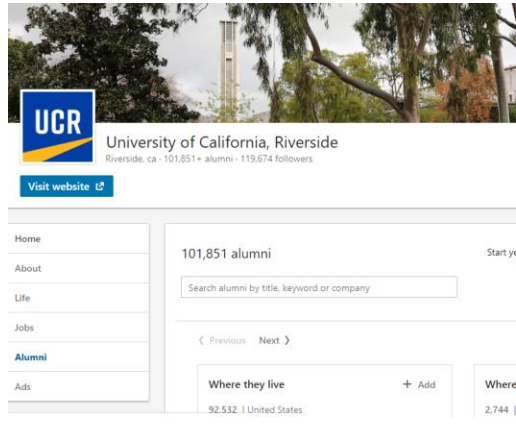 UCR
University of California, Riverside
Riverside, ca · 101,851+ alumni · 119,674 followers
Visit website
Home
About
Life
Jobs
Alumni
Ads
101,851 alumni
Start ye
Search alumni by title, keyword or company
Previous Next
Where they live + Add
92,532 | United States
Where
2,744 |